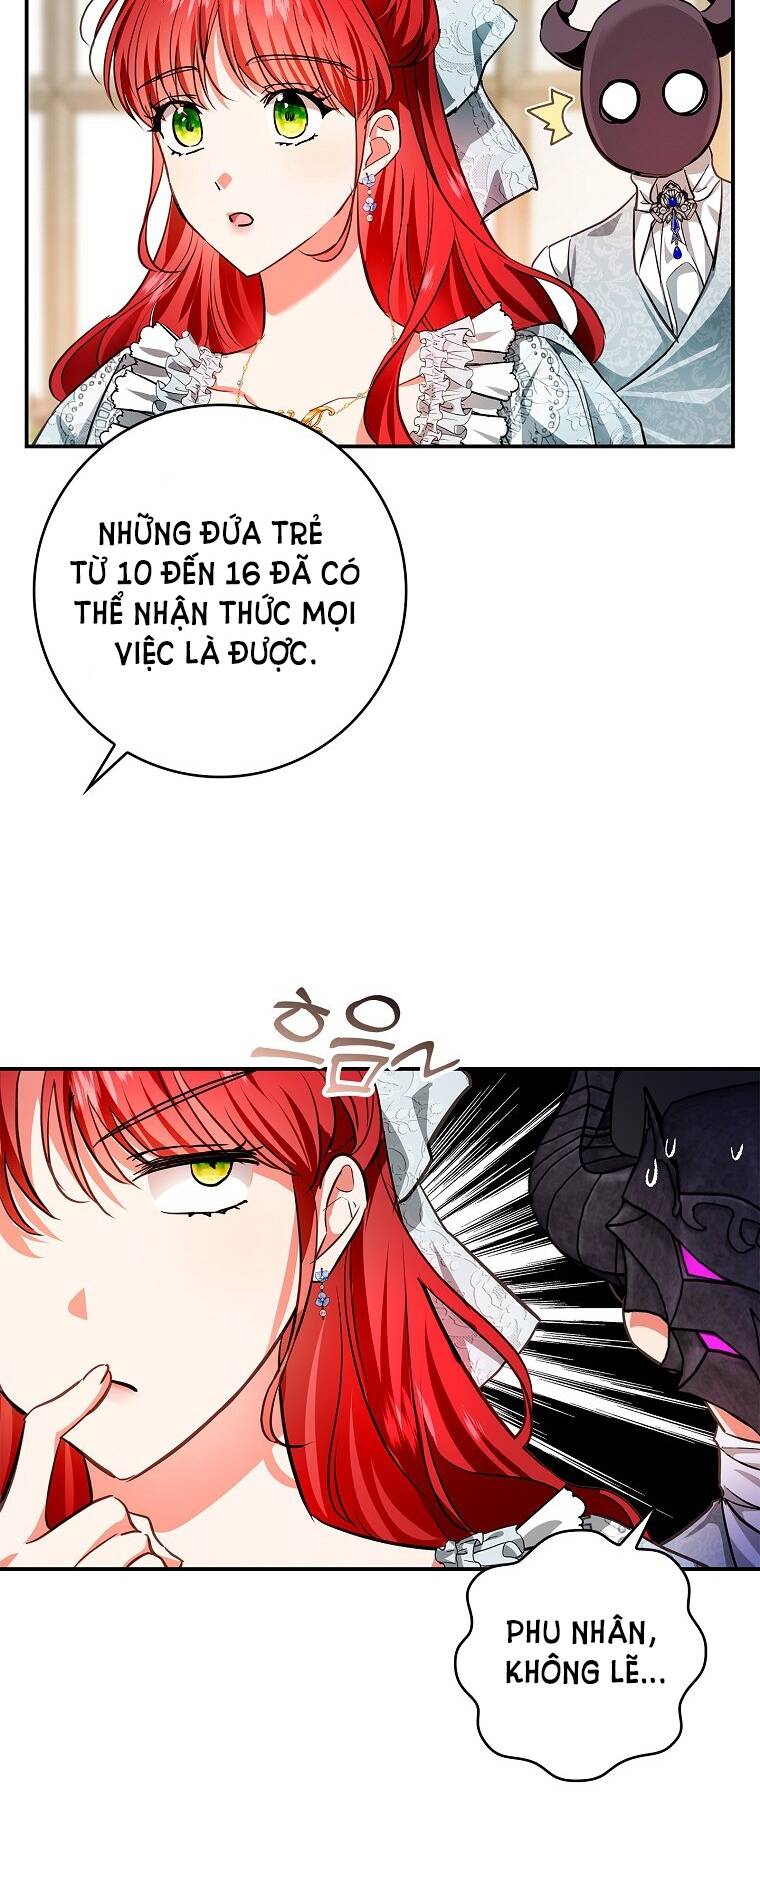 NHỮNG ĐỨA TRẺ
TỪ 10 ĐẾN 16 ĐÃ CÓ
THỂ NHẬN THỨC MỌI
VIỆC LÀ ĐƯỢC.
흐음~
PHU NHÂN,
KHÔNG LẼ...